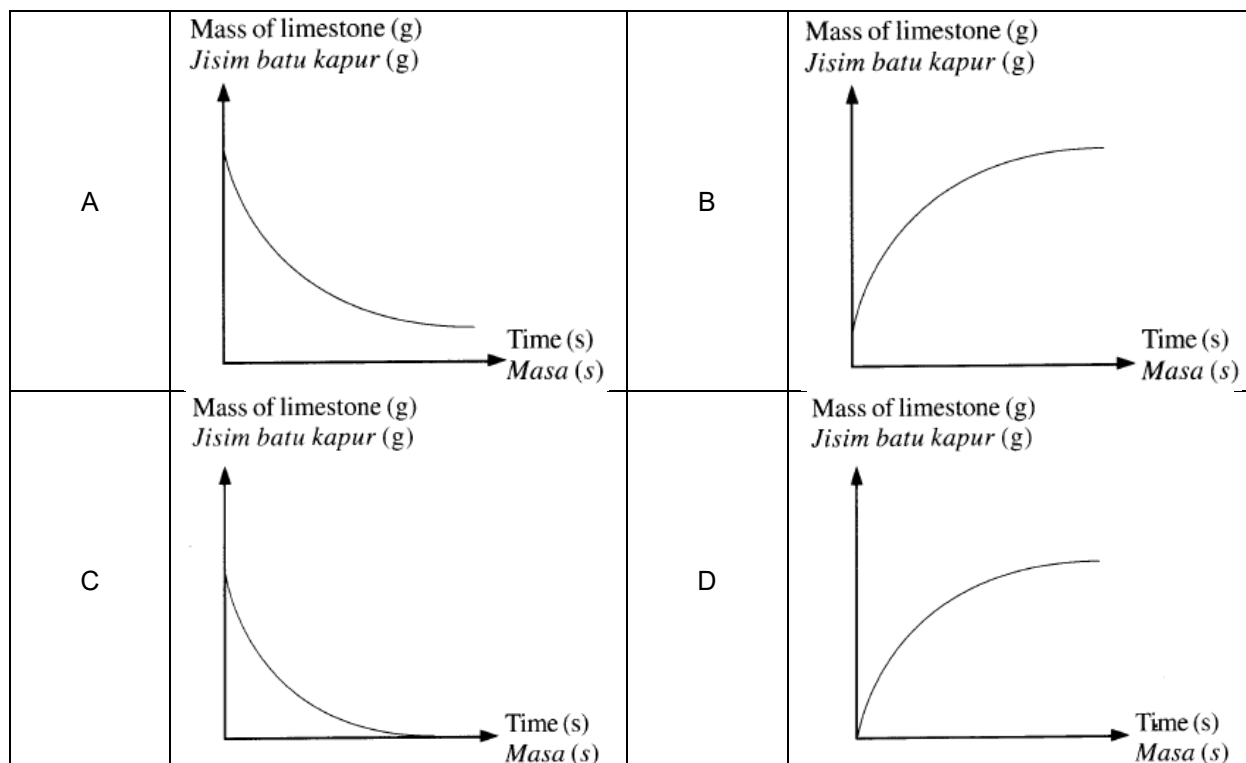 A
Mass of limestone (g)
Jisim batu kapur (g)
Time (s)
Masa (s)
B
Mass of limestone (g)
Jisim batu kapur (g)
Time (s)
Masa (s)
C
Mass of limestone (g)
Jisim batu kapur (g)
Time (s)
Masa (s)
D
Mass of limestone (g)
Jisim batu kapur (g)
Time (s)
Masa (s)